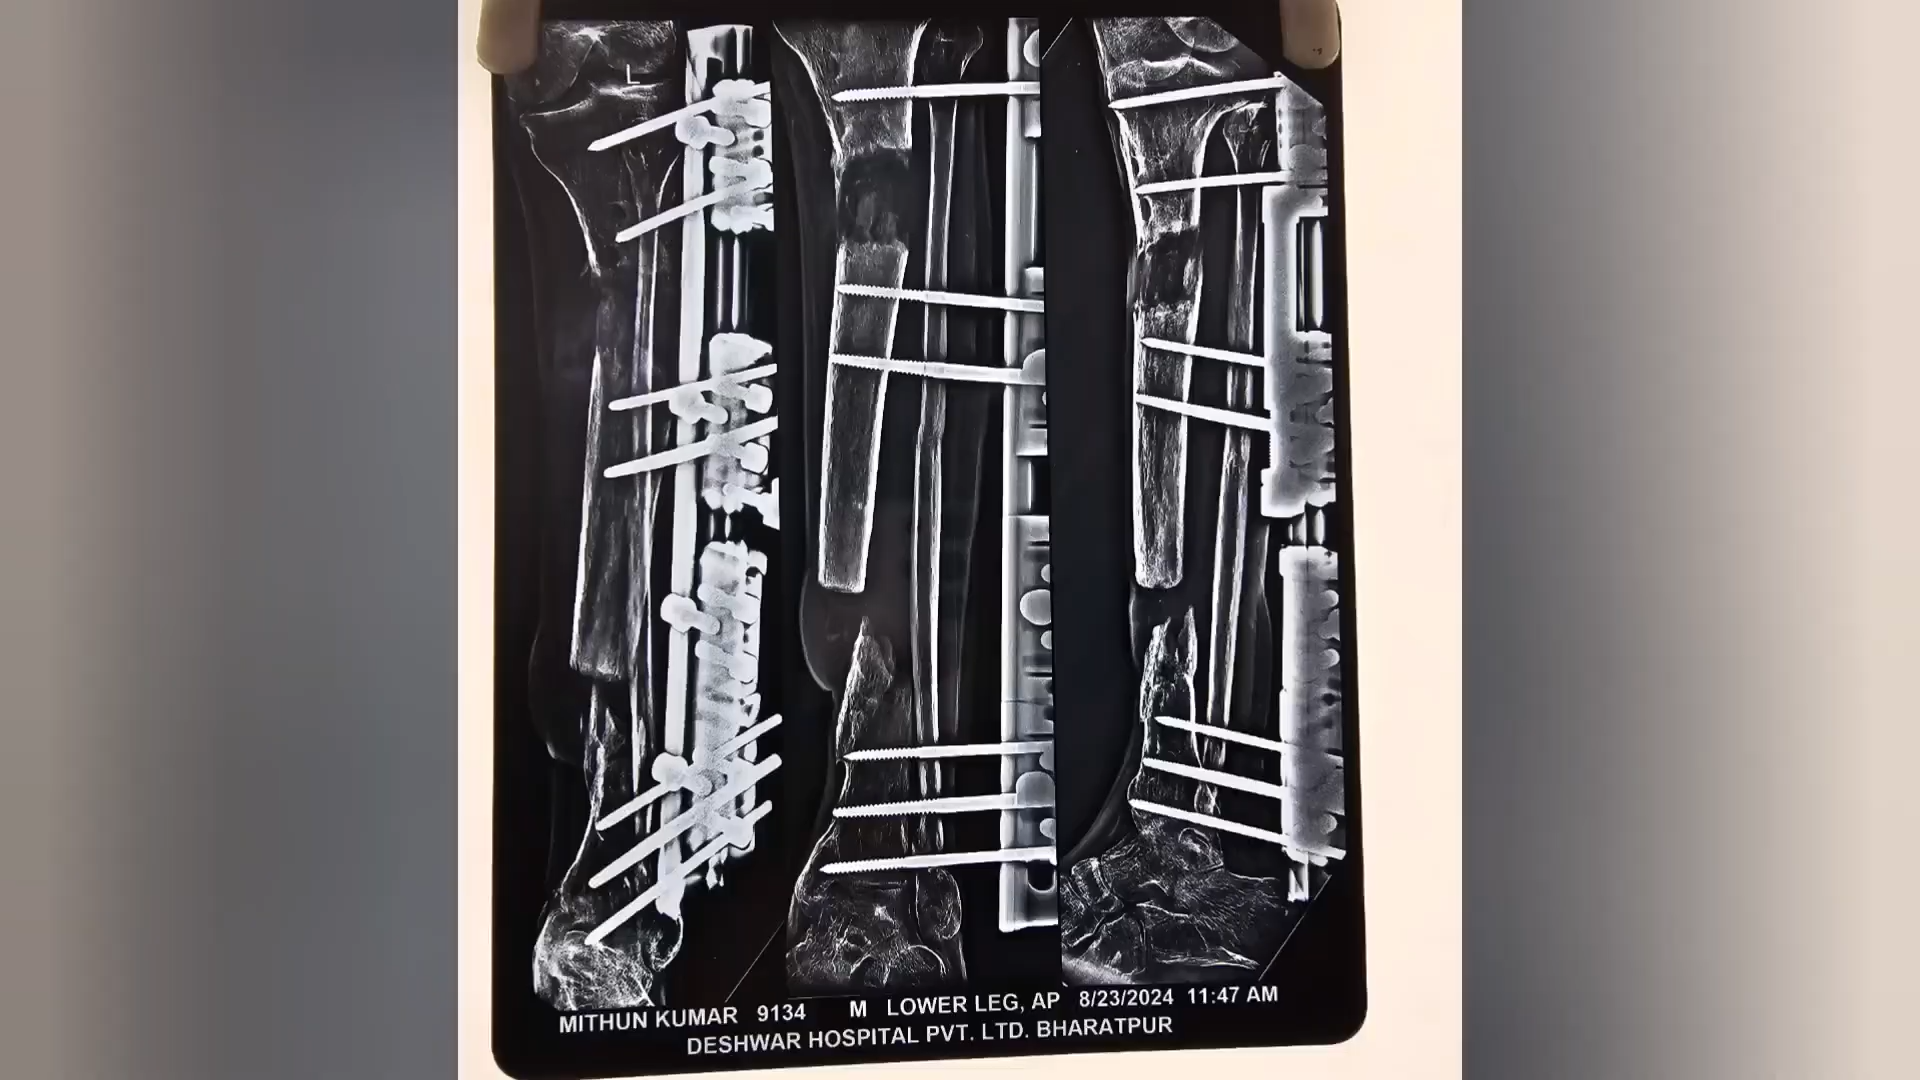 L
MITHUN KUMAR 9134 M LOWER LEG, AP 8/23/2024 11:47 AM
DESHWAR HOSPITAL PVT. LTD. BHARATPUR